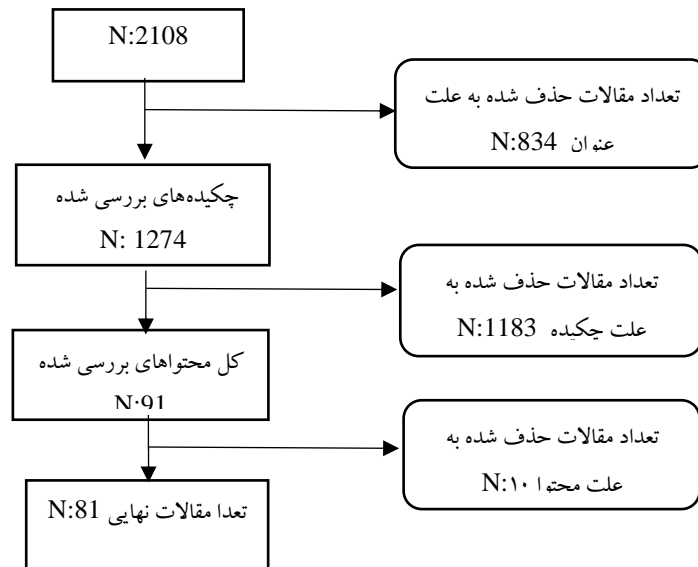 N:2108
تعداد مقالات حذف شده به علت
عنوان N:834
چکیده‌های بررسی شده
N: 1274
تعداد مقالات حذف شده به
علت چکیده N:1183
کل محتواهای بررسی شده
N:91
تعداد مقالات حذف شده به
علت محتوا N:۱۰
تعدا مقالات نهایی N:81